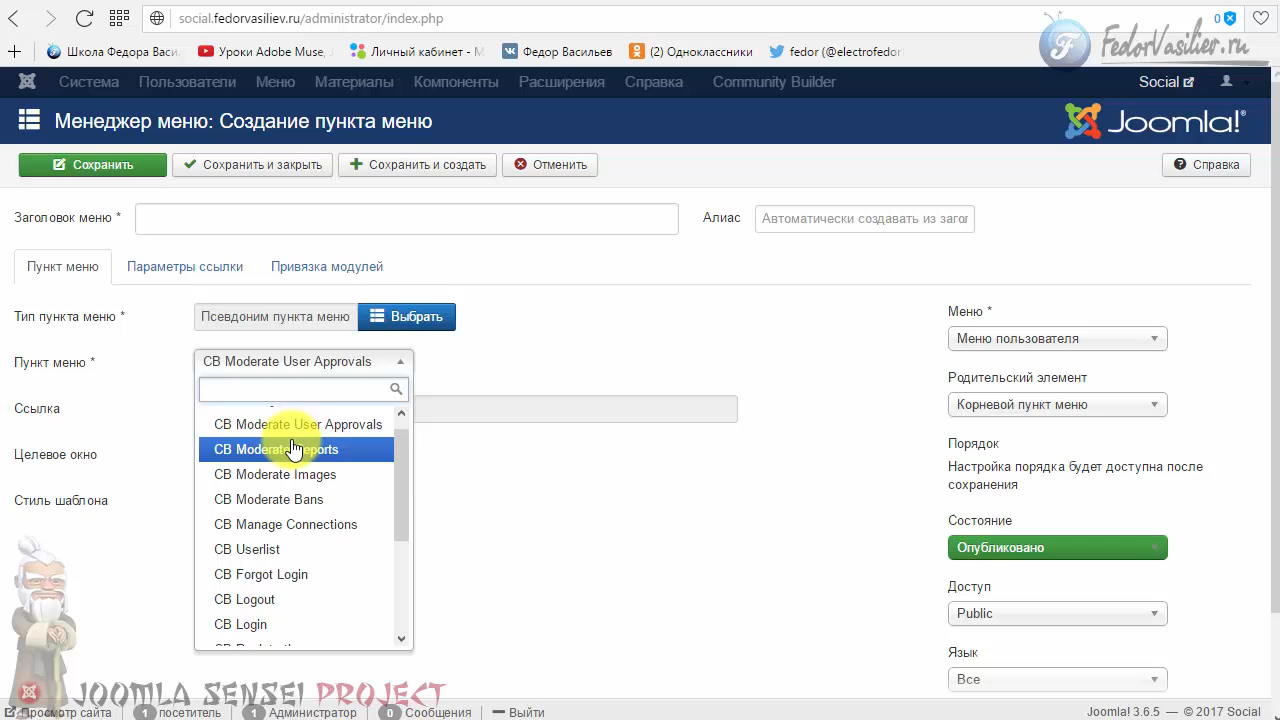 social.fedorvasiliev.ru/administrator/index.php
0
Школа Федора Васил
Уроки Adobe Muse,
Личный кабинет - М
Федор Васильев
(2) Одноклассники
fedor (@electrofedo
FedorVasiliev.ru
Система Пользователи Меню Материалы Компоненты Расширения Справка Community Builder Social
Менеджер меню: Создание пункта меню
Joomla!®
Сохранить Сохранить и закрыть Сохранить и создать Отменить Справка
Заголовок меню *
Алиас Автоматически создавать из загол
Пункт меню Параметры ссылки Привязка модулей
Тип пункта меню * Псевдоним пункта меню Выбрать
Меню *
Меню пользователя
Пункт меню * CB Moderate User Approvals
Родительский элемент
Корневой пункт меню
Ссылка
CB Moderate User Approvals
Порядок
CB Moderate Reports
Целевое окно
Настройка порядка будет доступна после
сохранения
CB Moderate Images
Стиль шаблона
CB Moderate Bans
CB Manage Connections
Состояние
Опубликовано
CB Userlist
CB Forgot Login
Доступ
Public
CB Logout
CB Login
Язык
Все
JOOMLA SENSEI PROJECT
Просмотр сайта 1 посетитель 1 Администратор 0 Сообщения Выйти
Joomla! 3.6.5 — © 2017 Social